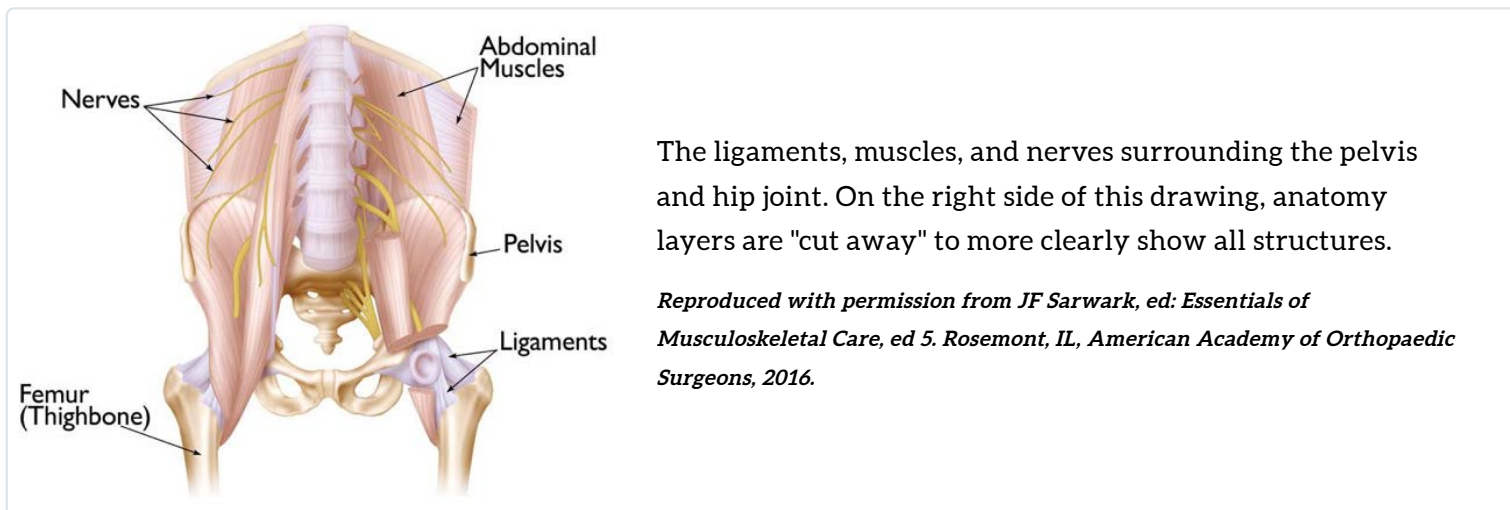 Abdominal
Muscles
Nerves
Pelvis
Ligaments
Femur
(Thighbone)
The ligaments, muscles, and nerves surrounding the pelvis
and hip joint. On the right side of this drawing, anatomy
layers are "cut away" to more clearly show all structures.
Reproduced with permission from JF Sarwark, ed: Essentials of
Musculoskeletal Care, ed 5. Rosemont, IL, American Academy of Orthopaedic
Surgeons, 2016.